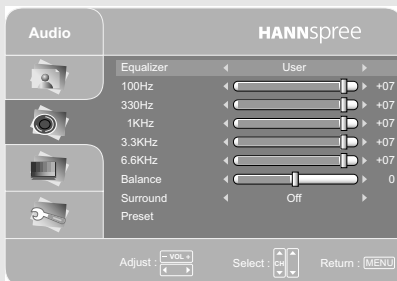 Audio
HANNspree
Equalizer User
100Hz +07
330Hz +07
1KHz +07
3.3KHz +07
6.6KHz +07
Balance 0
Surround Off
Preset
Adjust : − VOL + Select : CH Return : MENU